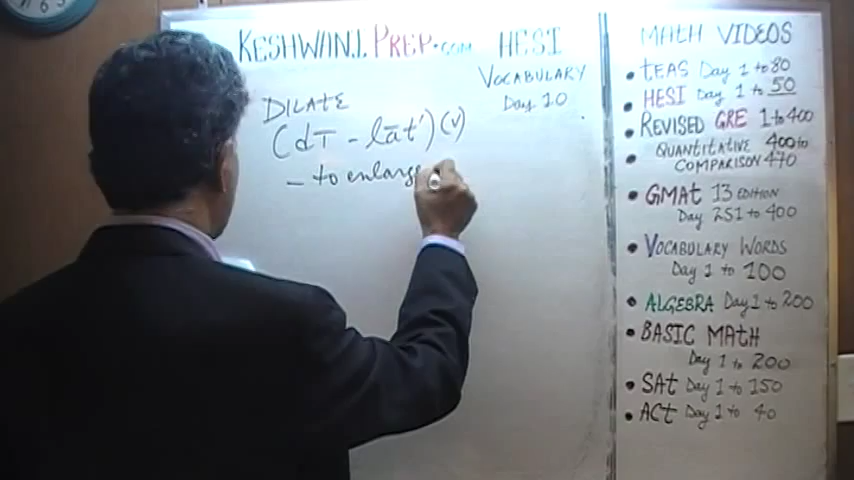 KESHWANI PREP.COM HESI
VOCABULARY
Day 10
DILATE
(dī - lāt') (v)
- to enlarge
MATH VIDEOS
• TEAS Day 1 to 80
• HESI Day 1 to 50
• REVISED GRE 1 to 400
• QUANTITATIVE 400 to
COMPARISON 470
• GMAT 13 EDITION
Day 251 to 400
• VOCABULARY WORDS
Day 1 to 100
• ALGEBRA Day 1 to 200
• BASIC MATH
Day 1 to 200
• SAT Day 1 to 150
• ACT Day 1 to 40